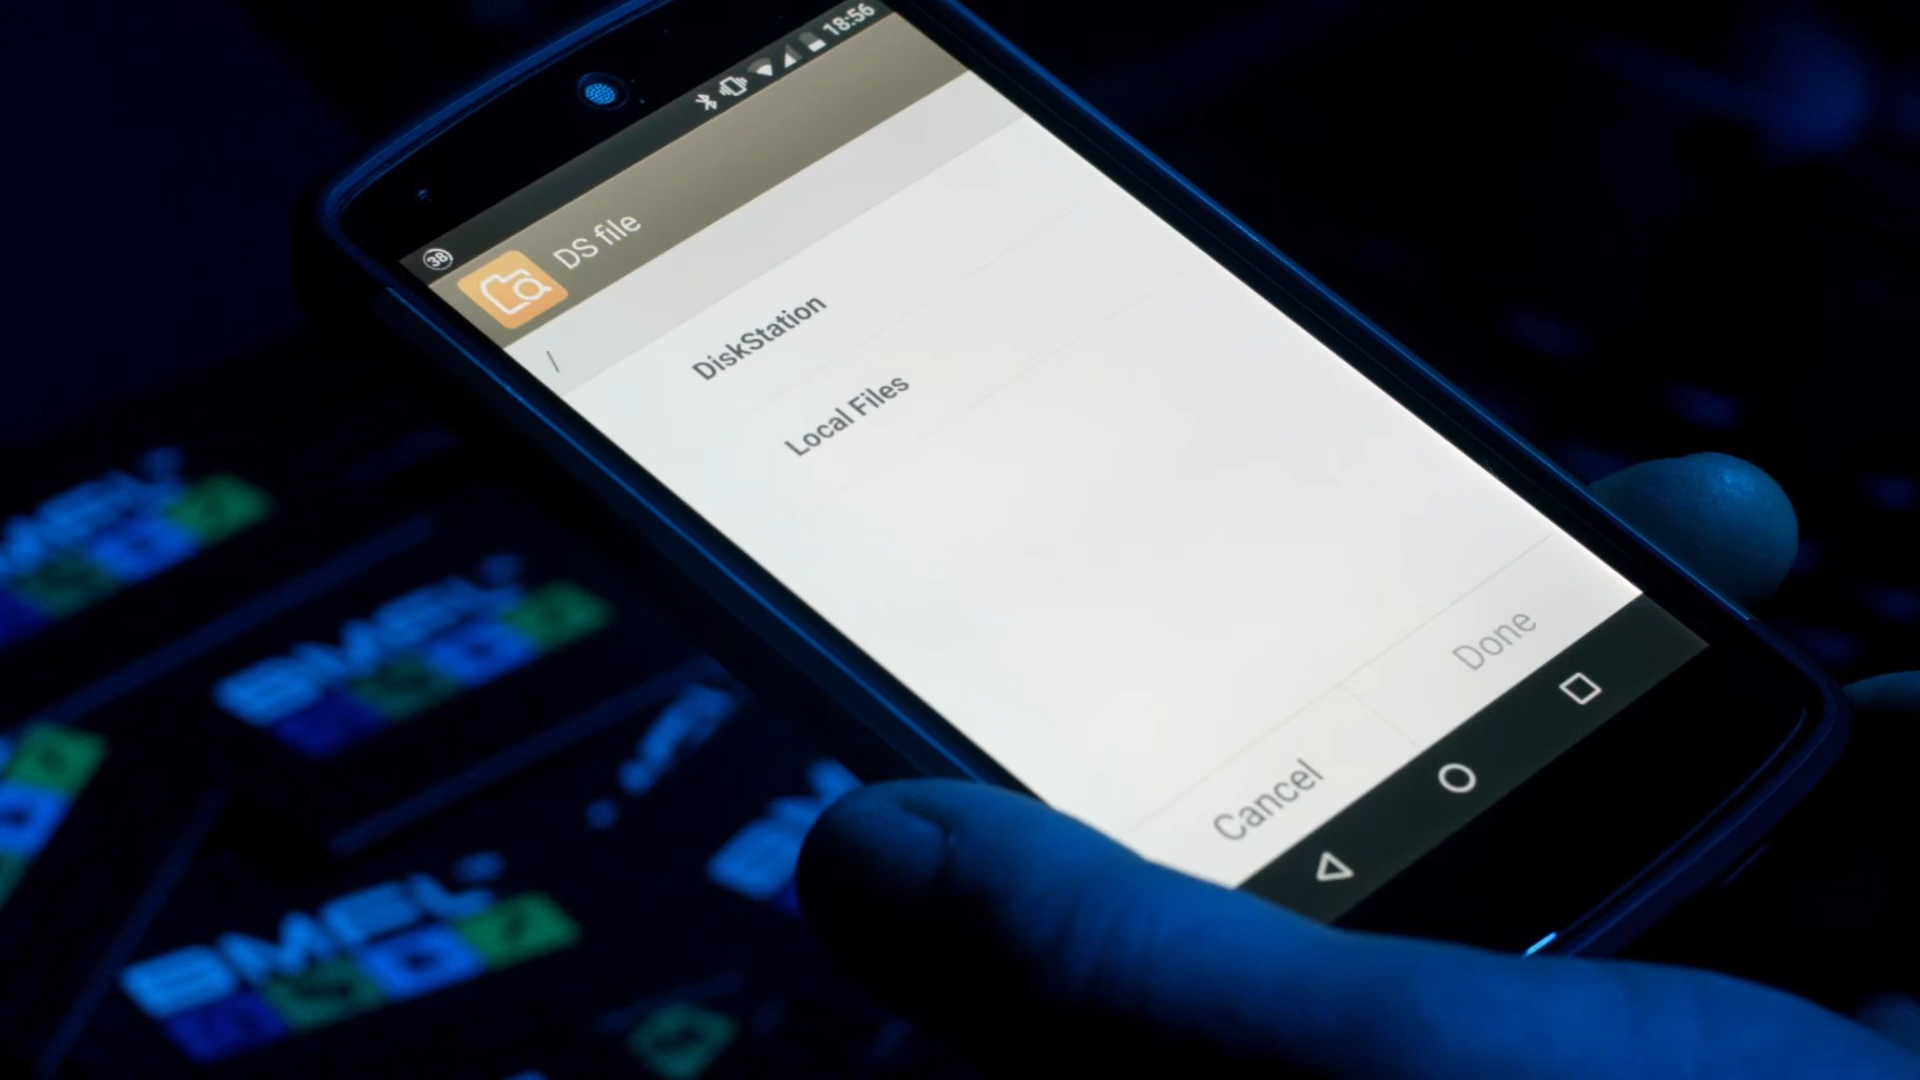 18:56
38
DS file
/
DiskStation
Local Files
Cancel
Done